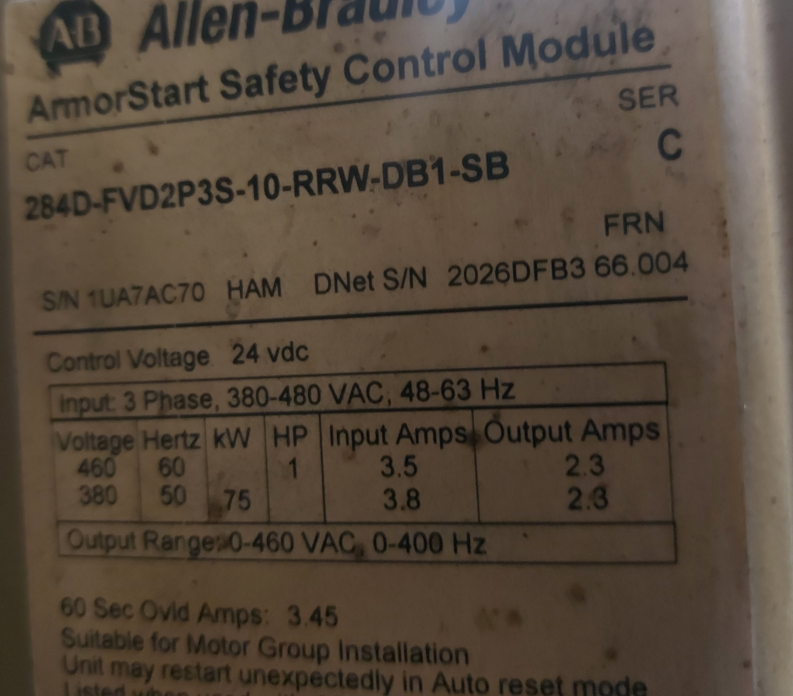 AB Allen-Bradley
ArmorStart Safety Control Module
CAT SER
284D-FVD2P3S-10-RRW-DB1-SB C
FRN
S/N 1UA7AC70 HAM DNet S/N 2026DFB3 66.004
Control Voltage 24 vdc
Input: 3 Phase, 380-480 VAC, 48-63 Hz
Voltage Hertz kW HP Input Amps Output Amps
460 60 1 3.5 2.3
380 50 75 3.8 2.3
Output Range: 0-460 VAC, 0-400 Hz
60 Sec Ovld Amps: 3.45
Suitable for Motor Group Installation
Unit may restart unexpectedly in Auto reset mode
Listed when used with